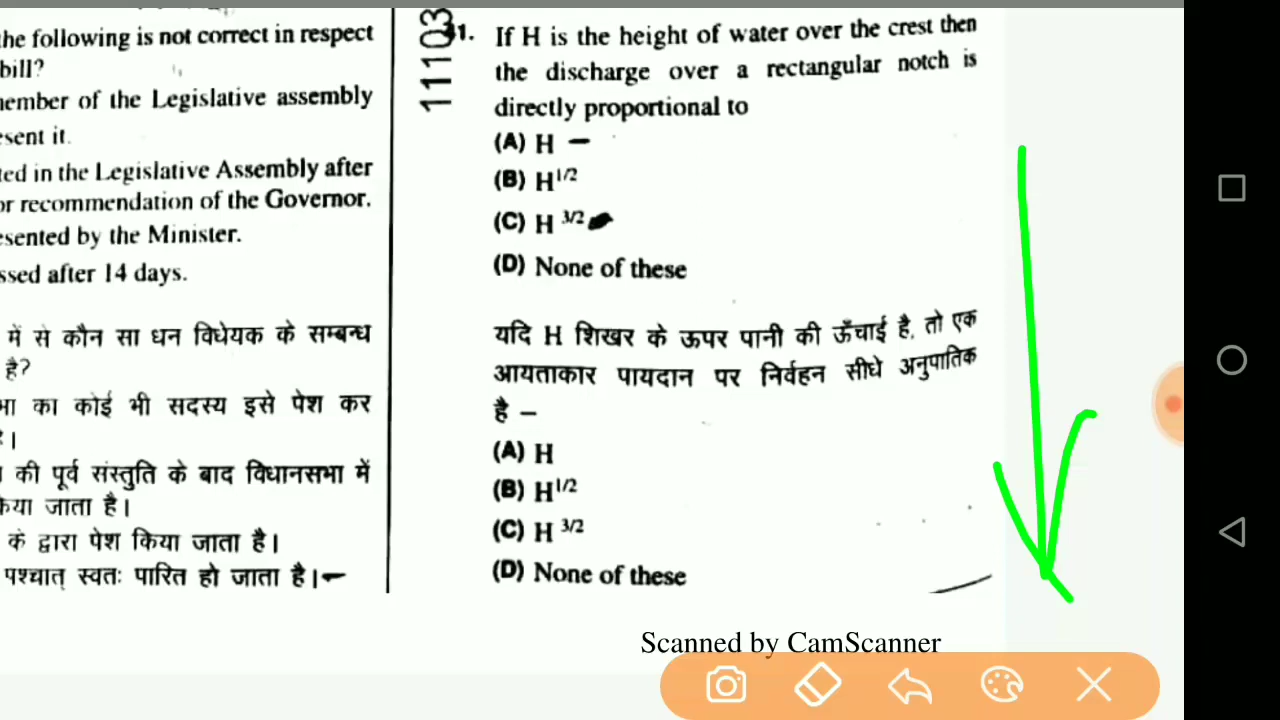 the following is not correct in respect
bill?
member of the Legislative assembly
esent it.
ted in the Legislative Assembly after
or recommendation of the Governor.
esented by the Minister.
ssed after 14 days.
में से कौन सा धन विधेयक के सम्बन्ध
है?
भा का कोई भी सदस्य इसे पेश कर
है।
की पूर्व संस्तुति के बाद विधानसभा में
किया जाता है।
के द्वारा पेश किया जाता है।
पश्चात् स्वतः पारित हो जाता है।
11103
31. If H is the height of water over the crest then
the discharge over a rectangular notch is
directly proportional to
(A) H
(B) H1/2
(C) H 3/2
(D) None of these
यदि H शिखर के ऊपर पानी की ऊँचाई है, तो एक
आयताकार पायदान पर निर्वहन सीधे अनुपातिक
है –
(A) H
(B) H1/2
(C) H 3/2
(D) None of these
Scanned by CamScanner